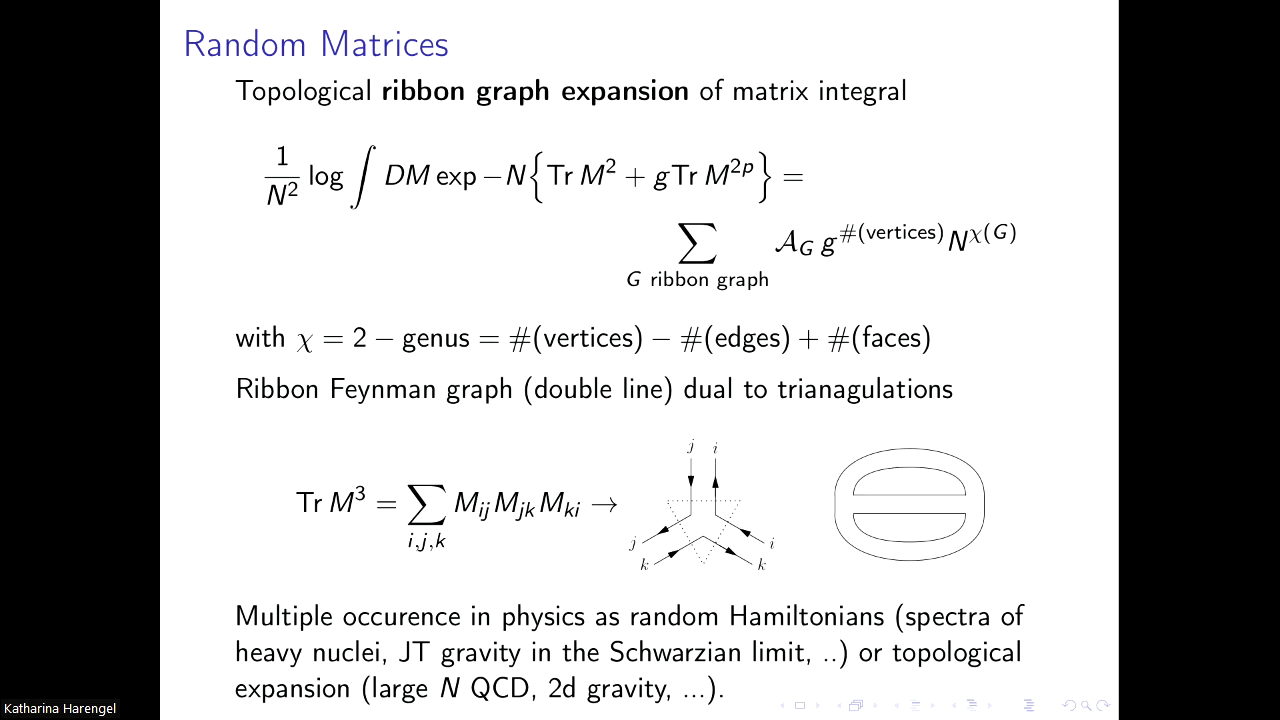 Random Matrices
Topological ribbon graph expansion of matrix integral
1/N² log ∫ DM exp −N{Tr M² + g Tr M²ᵖ} =
∑ 𝒜_G g^#(vertices) N^χ(G)
G ribbon graph
with χ = 2 − genus = #(vertices) − #(edges) + #(faces)
Ribbon Feynman graph (double line) dual to trianagulations
j i
Tr M³ = ∑ M_ij M_jk M_ki →
i,j,k
j i
k k
Multiple occurence in physics as random Hamiltonians (spectra of
heavy nuclei, JT gravity in the Schwarzian limit, ..) or topological
expansion (large N QCD, 2d gravity, ...).
Katharina Harengel